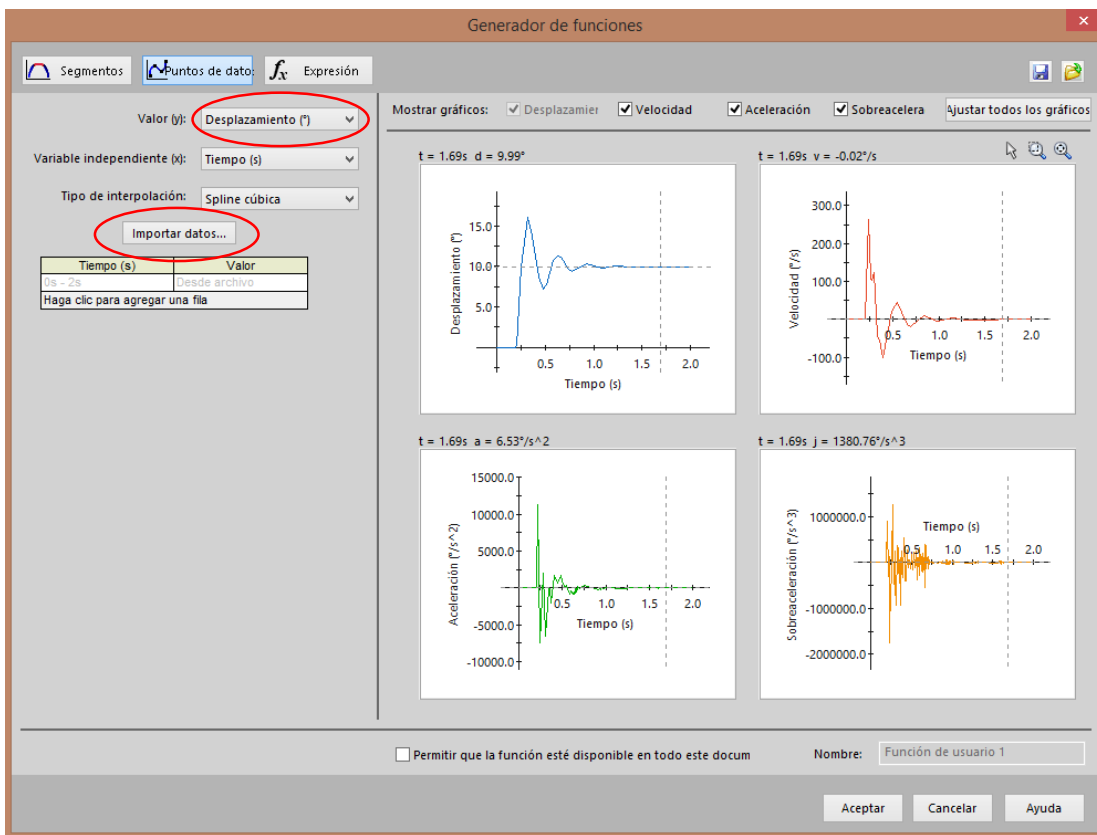 Generador de funciones
Segmentos
Puntos de dato:
fx Expresión
Valor (y): Desplazamiento (°)
Variable independiente (x): Tiempo (s)
Tipo de interpolación: Spline cúbica
Importar datos...
Tiempo (s) Valor
0s - 2s Desde archivo
Haga clic para agregar una fila
Mostrar gráficos: Desplazamier Velocidad Aceleración Sobreacelera Ajustar todos los gráficos
t = 1.69s d = 9.99°
15.0
10.0
5.0
Desplazamiento (°)
0.5 1.0 1.5 2.0
Tiempo (s)
t = 1.69s v = -0.02°/s
300.0
200.0
100.0
-100.0
Velocidad (°/s)
0.5 1.0 1.5 2.0
Tiempo (s)
t = 1.69s a = 6.53°/s^2
15000.0
10000.0
5000.0
-5000.0
-10000.0
Aceleración (°/s^2)
0.5 1.0 1.5 2.0
Tiempo (s)
t = 1.69s j = 1380.76°/s^3
1000000.0
-1000000.0
-2000000.0
Sobreaceleración (°/s^3)
Tiempo (s)
0.5 1.0 1.5 2.0
Permitir que la función esté disponible en todo este docum
Nombre: Función de usuario 1
Aceptar Cancelar Ayuda